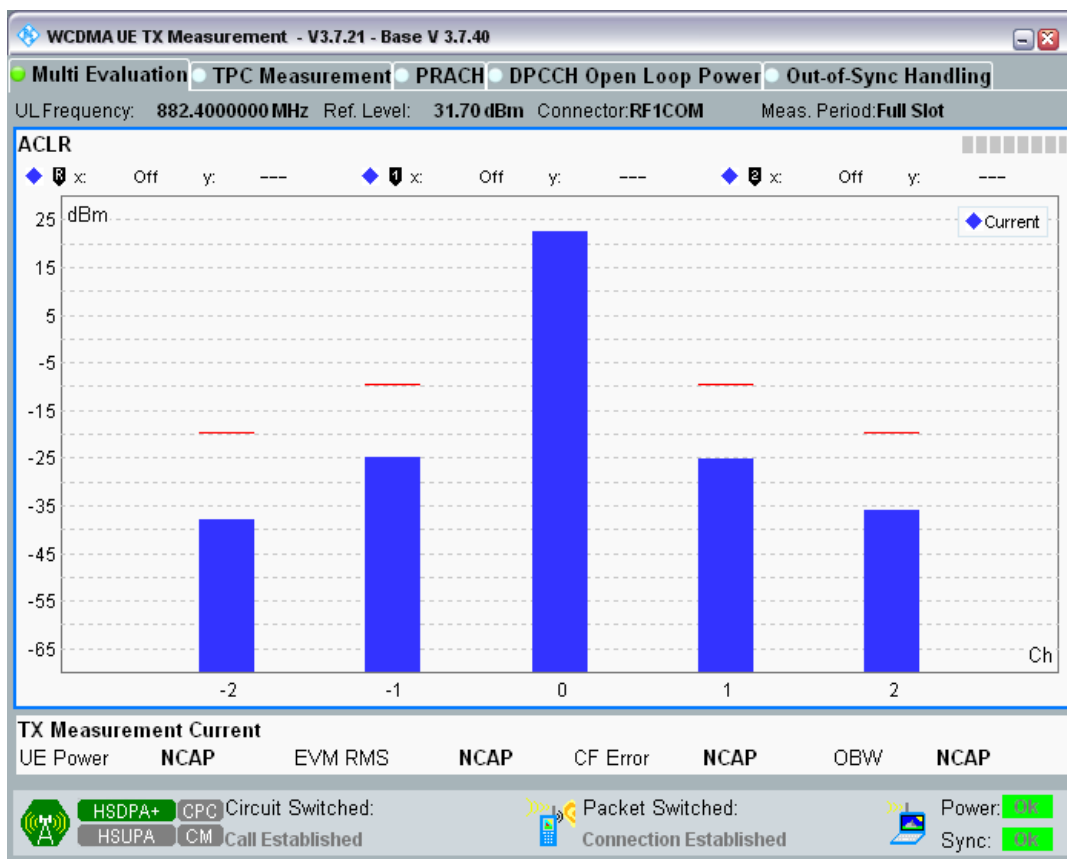 WCDMA UE TX Measurement - V3.7.21 - Base V 3.7.40
Multi Evaluation TPC Measurement PRACH DPCCH Open Loop Power Out-of-Sync Handling
UL Frequency: 882.4000000 MHz Ref. Level: 31.70 dBm Connector:RF1COM Meas. Period:Full Slot
ACLR
R x: Off y: --- 1 x: Off y: --- 2 x: Off y: ---
dBm
Current
25
15
5
-5
-15
-25
-35
-45
-55
-65
Ch
-2 -1 0 1 2
TX Measurement Current
UE Power NCAP EVM RMS NCAP CF Error NCAP OBW NCAP
HSDPA+ CPC Circuit Switched: Packet Switched: Power: Ok
HSUPA CM Call Established Connection Established Sync: Ok